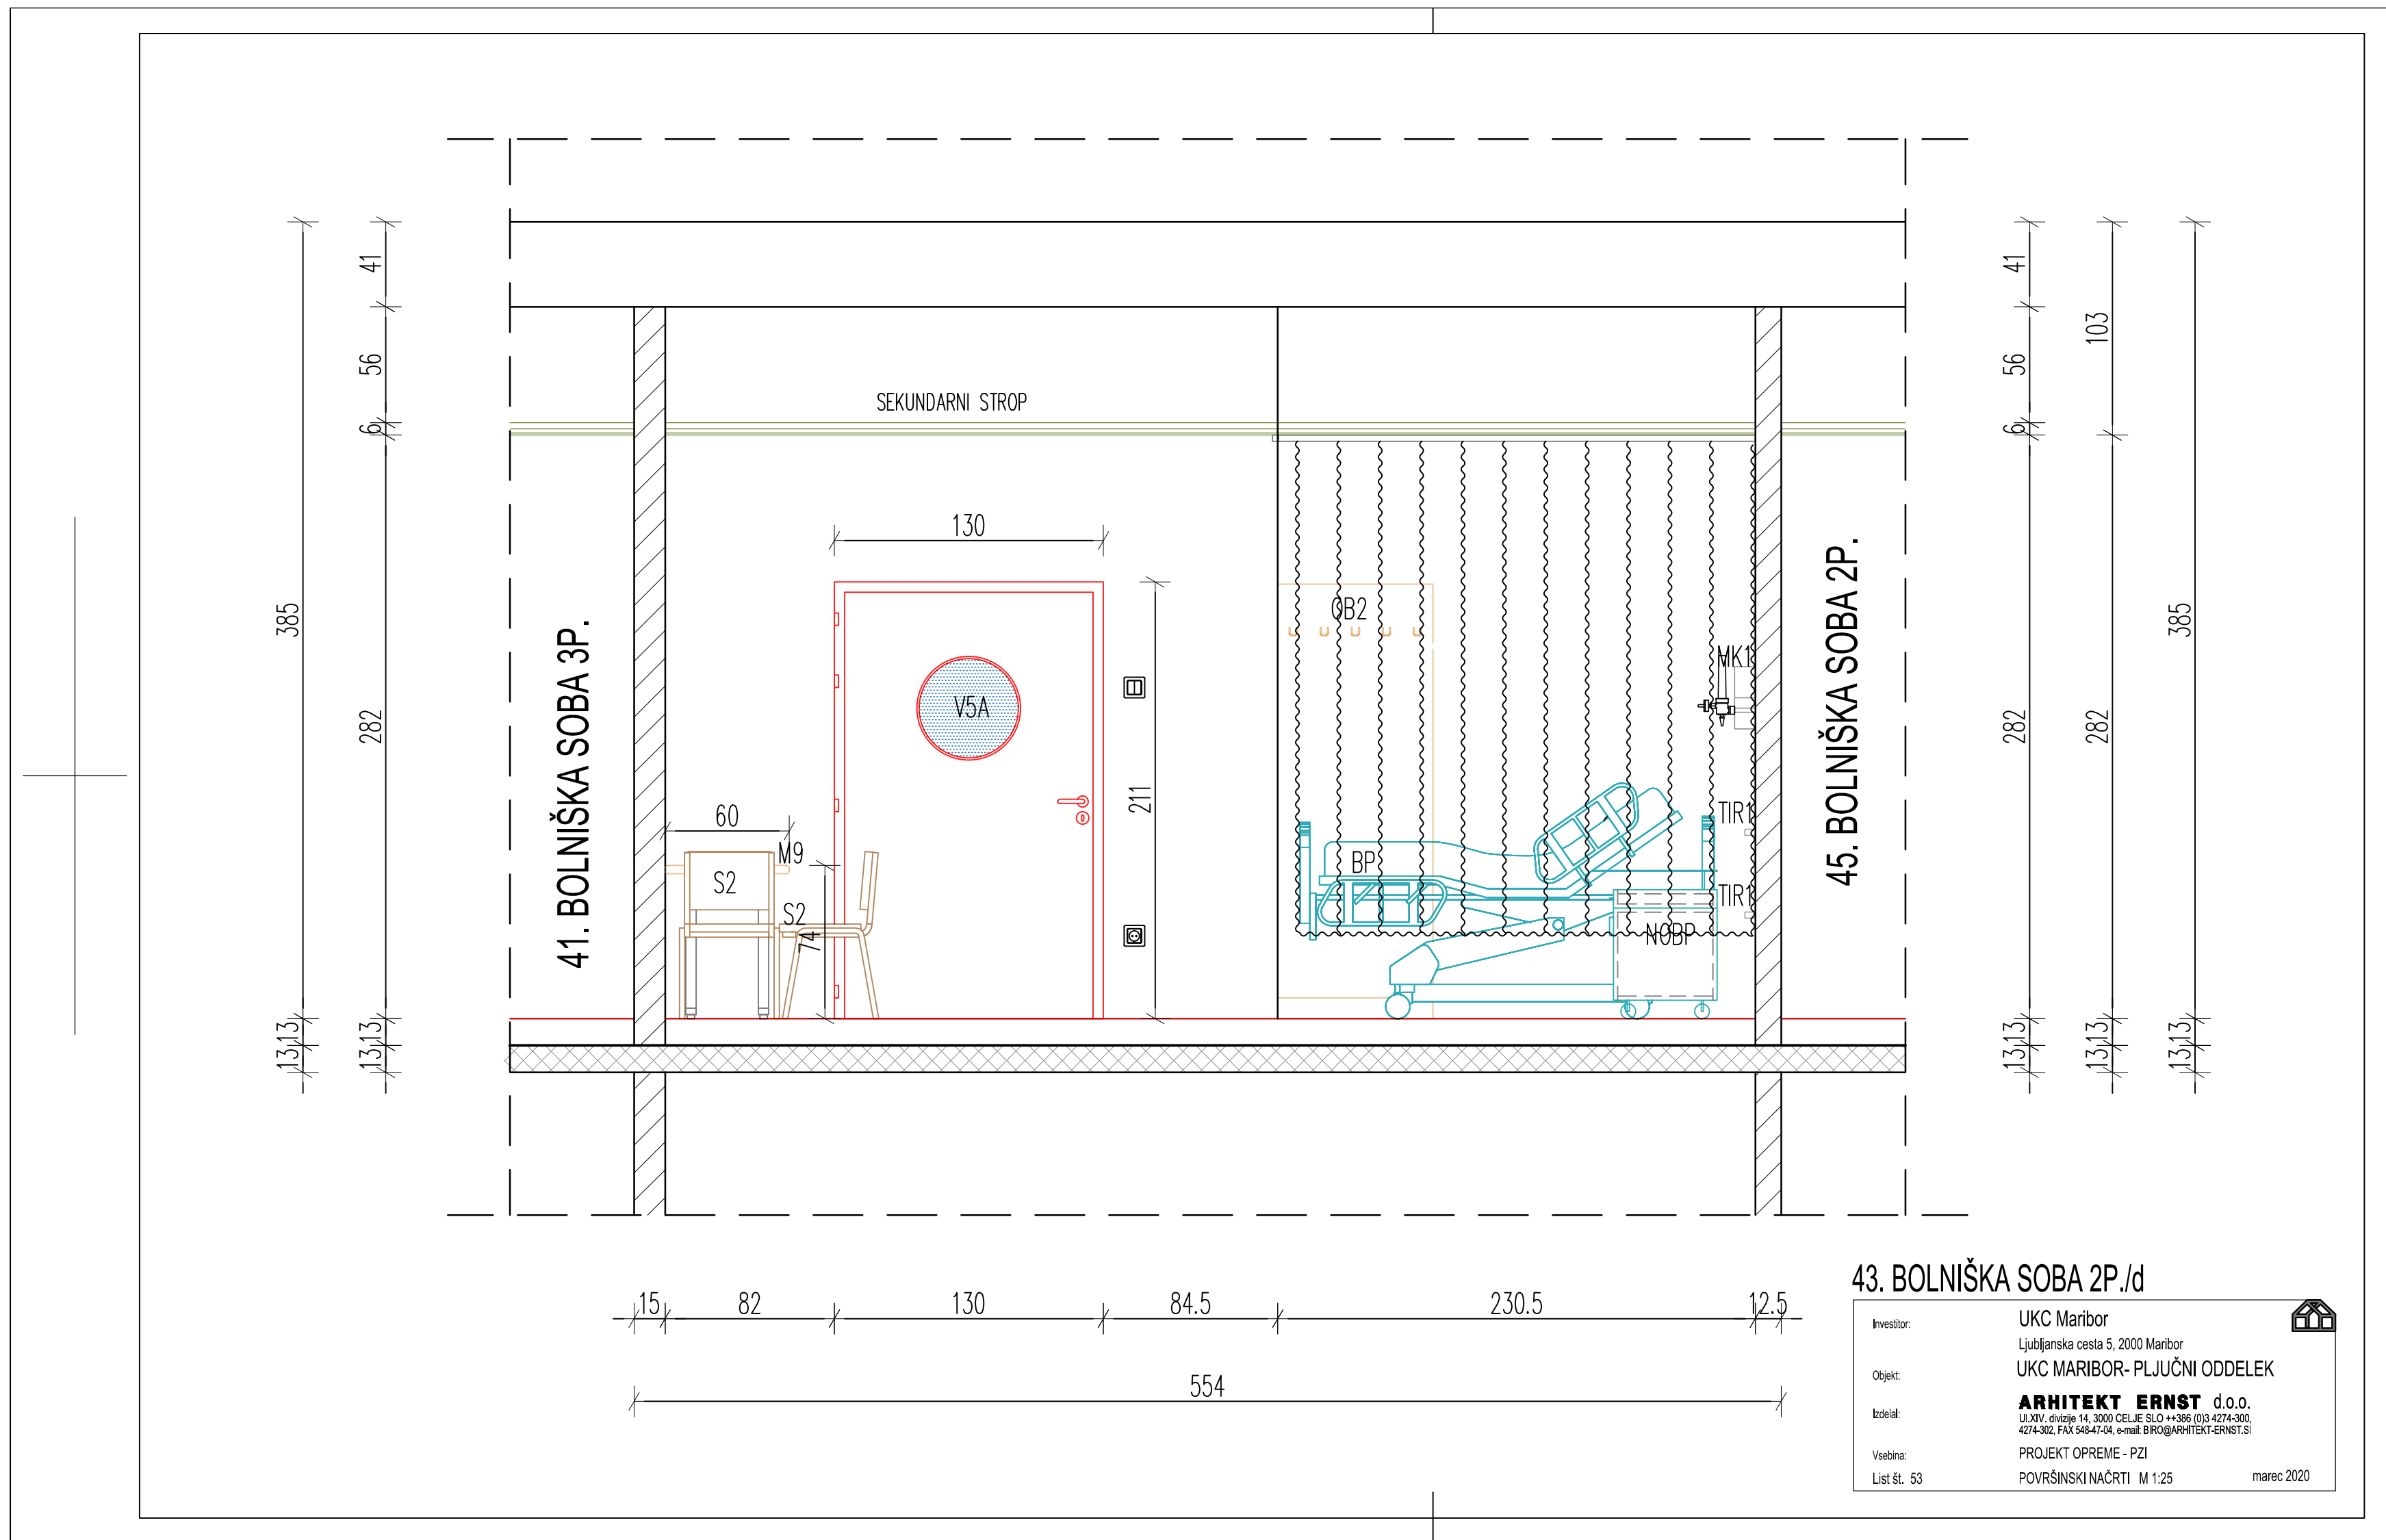 41
56
6
385
282
13
13
13
13
41
56
6
103
282
282
385
13
13
13
13
13
13
SEKUNDARNI STROP
130
V5A
211
60
M9
S2
S2
74
41. BOLNIŠKA SOBA 3P.
45. BOLNIŠKA SOBA 2P.
OB2
MK1
TIR1
TIR1
BP
NOBP
15
82
130
84.5
230.5
12.5
554
43. BOLNIŠKA SOBA 2P./d
Investitor:
UKC Maribor
Ljubljanska cesta 5, 2000 Maribor
Objekt:
UKC MARIBOR- PLJUČNI ODDELEK
Izdelal:
ARHITEKT ERNST d.o.o.
Ul.XIV. divizije 14, 3000 CELJE SLO ++386 (0)3 4274-300,
4274-302, FAX 548-47-04, e-mail: BIRO@ARHITEKT-ERNST.SI
Vsebina:
PROJEKT OPREME - PZI
List št. 53
POVRŠINSKI NAČRTI M 1:25
marec 2020